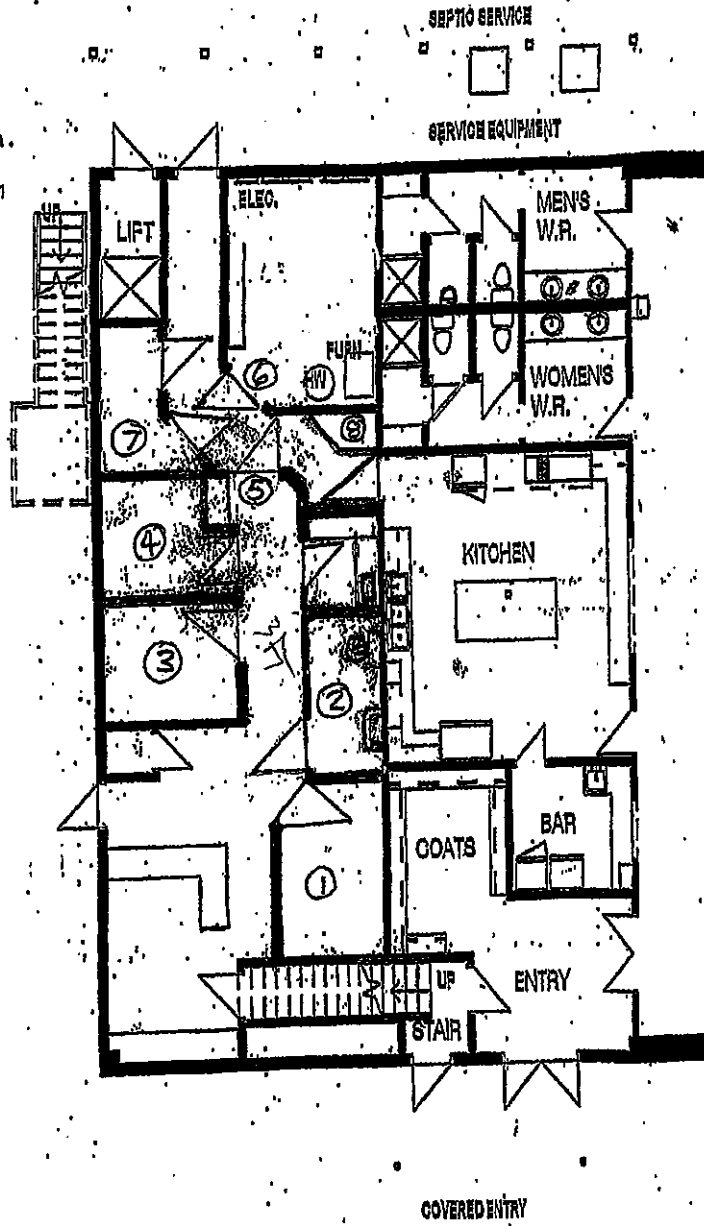 SEPTIC SERVICE
SERVICE EQUIPMENT
UP
LIFT
ELEC.
MEN'S
W.R.
FURN
HW
6
WOMEN'S
W.R.
7
8
5
4
KITCHEN
3
2
COATS
BAR
1
UP
ENTRY
STAIR
COVERED ENTRY